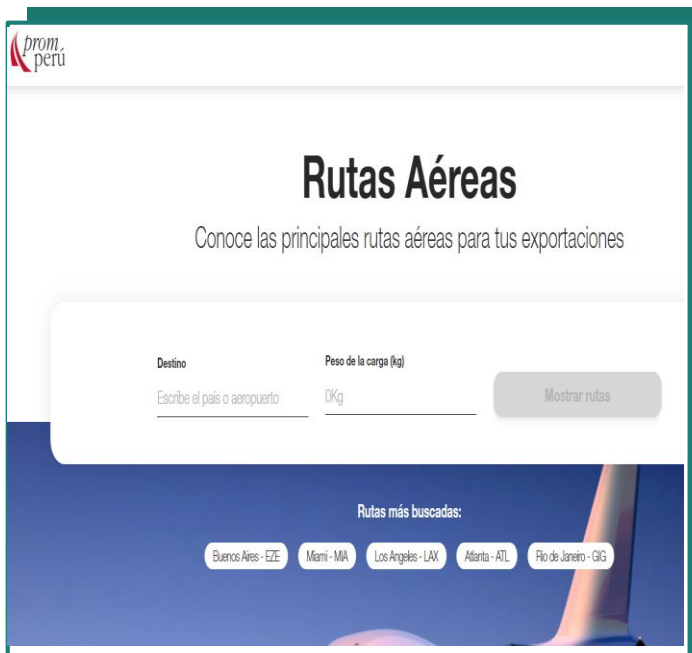 prom
perú
Rutas Aéreas
Conoce las principales rutas aéreas para tus exportaciones
Destino
Peso de la carga (kg)
Escribe el país o aeropuerto
0Kg
Mostrar rutas
Rutas más buscadas:
Buenos Aires - EZE
Miami - MIA
Los Angeles - LAX
Atlanta - ATL
Rio de Janeiro - GIG